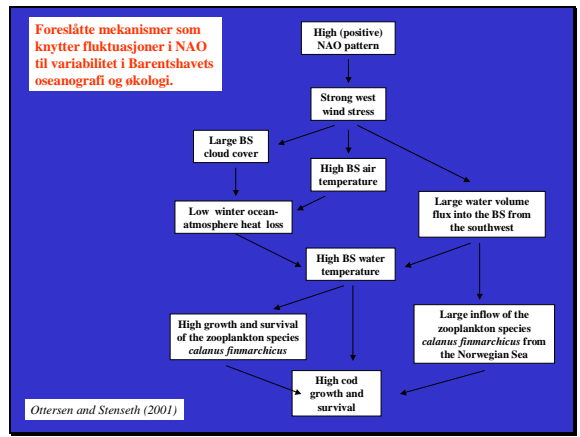 Foreslåtte mekanismer som
knytter fluktuasjoner i NAO
til variabilitet i Barentshavets
oseanografi og økologi.
High (positive)
NAO pattern
Strong west
wind stress
Large BS
cloud cover
High BS air
temperature
Low winter ocean-
atmosphere heat loss
Large water volume
flux into the BS from
the southwest
High BS water
temperature
High growth and survival
of the zooplankton species
calanus finmarchicus
Large inflow of the
zooplankton species
calanus finmarchicus from
the Norwegian Sea
High cod
growth and
survival
Ottersen and Stenseth (2001)